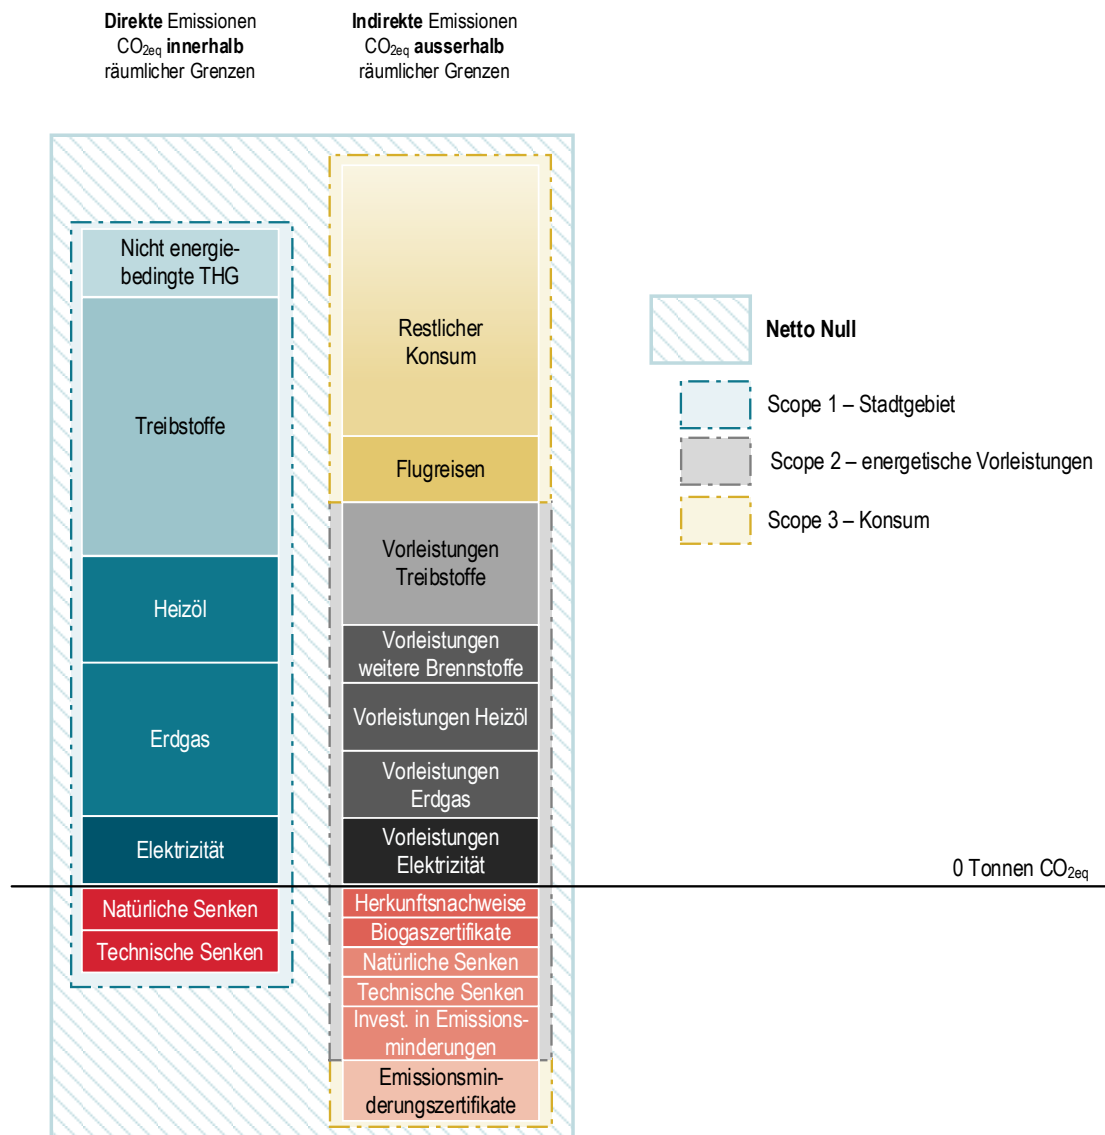 Direkte Emissionen
CO2eq innerhalb
räumlicher Grenzen
Indirekte Emissionen
CO2eq ausserhalb
räumlicher Grenzen
Nicht energie-
bedingte THG
Treibstoffe
Heizöl
Erdgas
Elektrizität
Natürliche Senken
Technische Senken
Restlicher
Konsum
Flugreisen
Vorleistungen
Treibstoffe
Vorleistungen
weitere Brennstoffe
Vorleistungen Heizöl
Vorleistungen
Erdgas
Vorleistungen
Elektrizität
Herkunftsnachweise
Biogaszertifikate
Natürliche Senken
Technische Senken
Invest. in Emissions-
minderungen
Emissionsmin-
derungszertifikate
Netto Null
Scope 1 – Stadtgebiet
Scope 2 – energetische Vorleistungen
Scope 3 – Konsum
0 Tonnen CO2eq